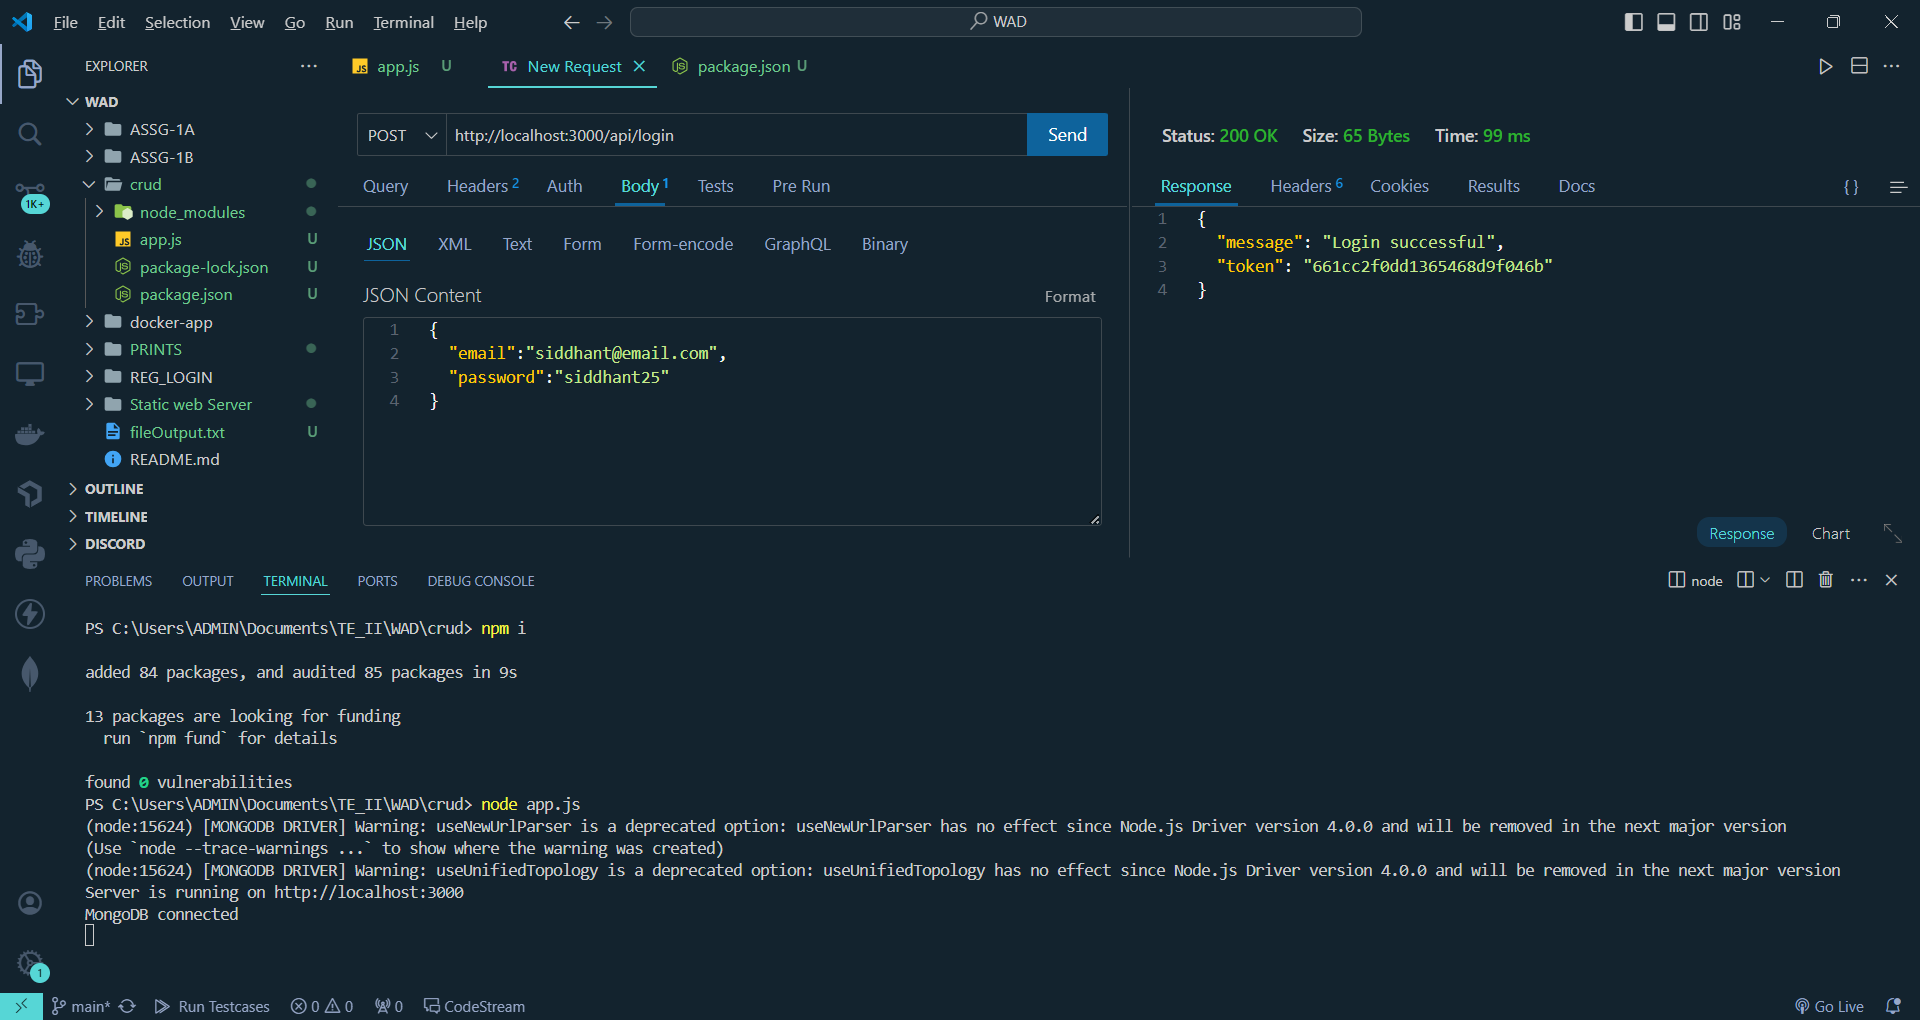 File Edit Selection View Go Run Terminal Help
WAD
EXPLORER
WAD
ASSG-1A
ASSG-1B
crud
node_modules
JS app.js U
package-lock.json U
package.json U
docker-app
PRINTS
REG_LOGIN
Static web Server
fileOutput.txt U
README.md
OUTLINE
TIMELINE
DISCORD
1K+
JS app.js U
TC New Request
package.json U
POST http://localhost:3000/api/login Send
Query Headers 2 Auth Body 1 Tests Pre Run
JSON XML Text Form Form-encode GraphQL Binary
JSON Content Format
1 {
2 "email":"siddhant@email.com",
3 "password":"siddhant25"
4 }
Status: 200 OK Size: 65 Bytes Time: 99 ms
Response Headers 6 Cookies Results Docs
{ }
1 {
2 "message": "Login successful",
3 "token": "661cc2f0dd1365468d9f046b"
4 }
Response Chart
PROBLEMS OUTPUT TERMINAL PORTS DEBUG CONSOLE
node
PS C:\Users\ADMIN\Documents\TE_II\WAD\crud> npm i
added 84 packages, and audited 85 packages in 9s
13 packages are looking for funding
run `npm fund` for details
found 0 vulnerabilities
PS C:\Users\ADMIN\Documents\TE_II\WAD\crud> node app.js
(node:15624) [MONGODB DRIVER] Warning: useNewUrlParser is a deprecated option: useNewUrlParser has no effect since Node.js Driver version 4.0.0 and will be removed in the next major version
(Use `node --trace-warnings ...` to show where the warning was created)
(node:15624) [MONGODB DRIVER] Warning: useUnifiedTopology is a deprecated option: useUnifiedTopology has no effect since Node.js Driver version 4.0.0 and will be removed in the next major version
Server is running on http://localhost:3000
MongoDB connected
1
main* Run Testcases 0 0 0 CodeStream Go Live